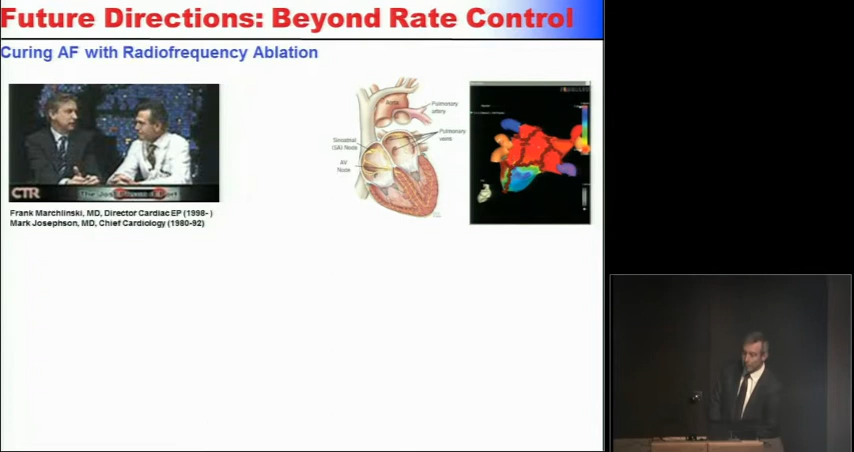 Future Directions: Beyond Rate Control
Curing AF with Radiofrequency Ablation
CTR
Frank Marchlinski, MD, Director Cardiac EP (1998- )
Mark Josephson, MD, Chief Cardiology (1980-92)
Aorta
Pulmonary
artery
Pulmonary
veins
Sinoatrial
(SA) Node
AV
Node